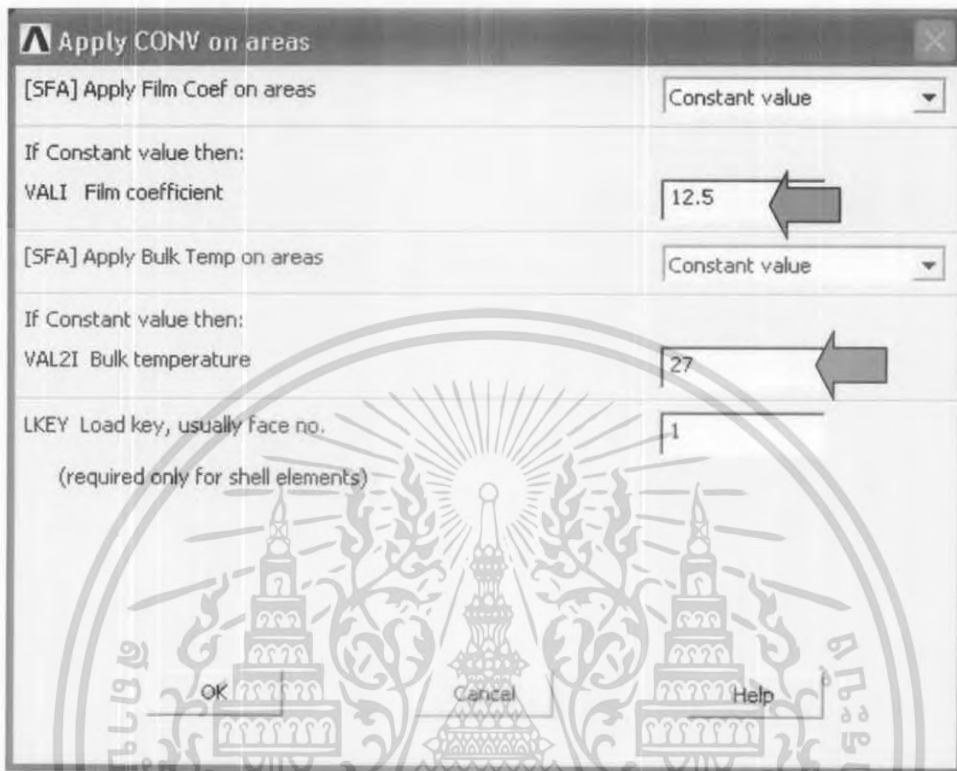 Apply CONV on areas
[SFA] Apply Film Coef on areas Constant value
If Constant value then:
VALI Film coefficient 12.5
[SFA] Apply Bulk Temp on areas Constant value
If Constant value then:
VAL2I Bulk temperature 27
LKEY Load key, usually face no. 1
(required only for shell elements)
OK Cancel Help